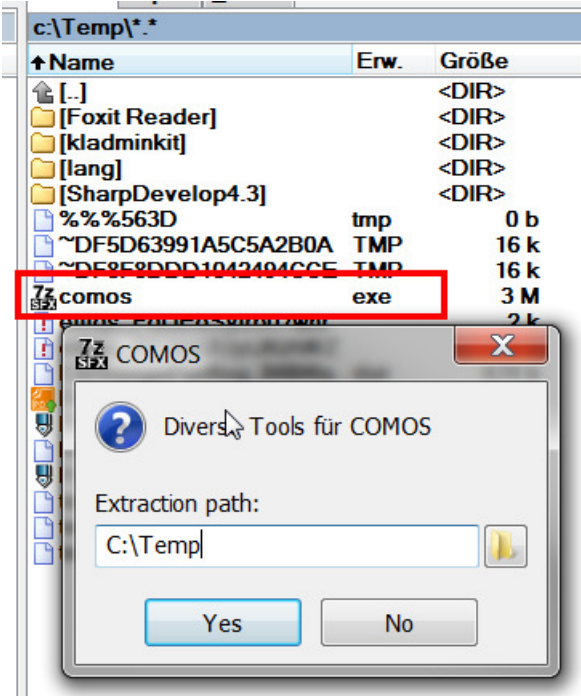 c:\Temp\*.*
Name Erw. Größe
[..] <DIR>
[Foxit Reader] <DIR>
[kladminkit] <DIR>
[lang] <DIR>
[SharpDevelop4.3] <DIR>
%%%563D tmp 0 b
~DF5D63991A5C5A2B0A TMP 16 k
~DF8F8DDD1042494CCE TMP 16 k
7z SFX comos exe 3 M
2 k
7z SFX COMOS X
? Divers Tools für COMOS
Extraction path:
C:\Temp
Yes No